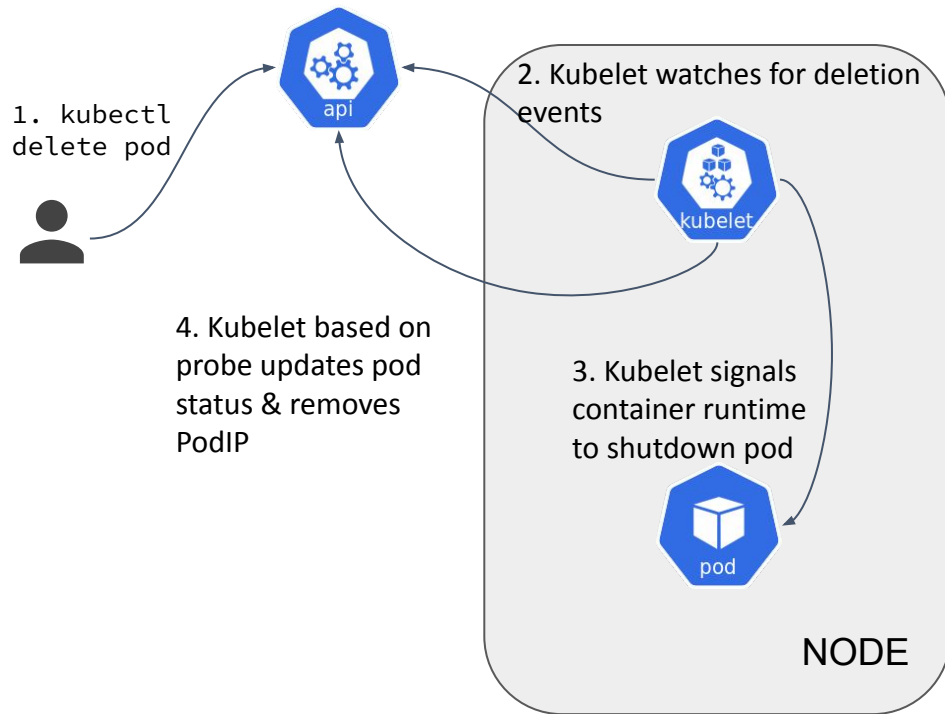 1. kubectl
delete pod
api
2. Kubelet watches for deletion
events
kubelet
4. Kubelet based on
probe updates pod
status & removes
PodIP
3. Kubelet signals
container runtime
to shutdown pod
pod
NODE